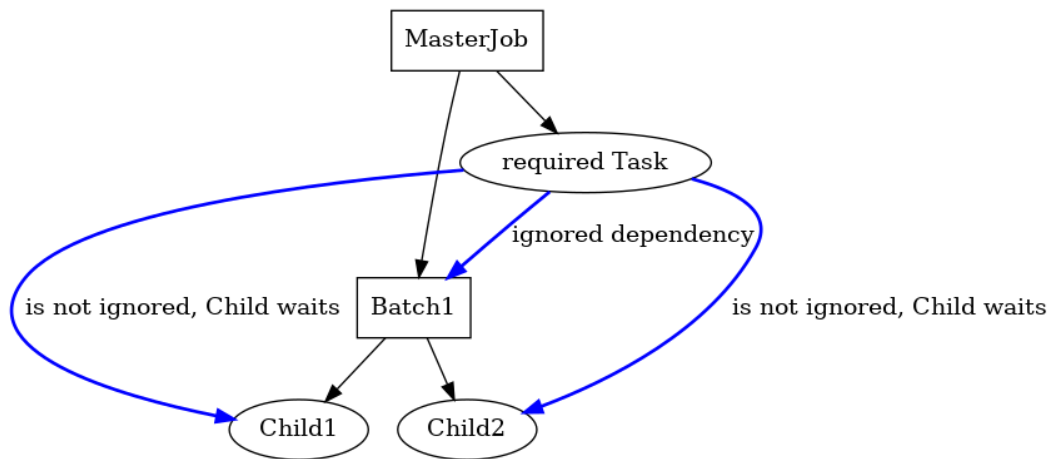 MasterJob
required Task
ignored dependency
is not ignored, Child waits
Batch1
is not ignored, Child waits
Child1
Child2